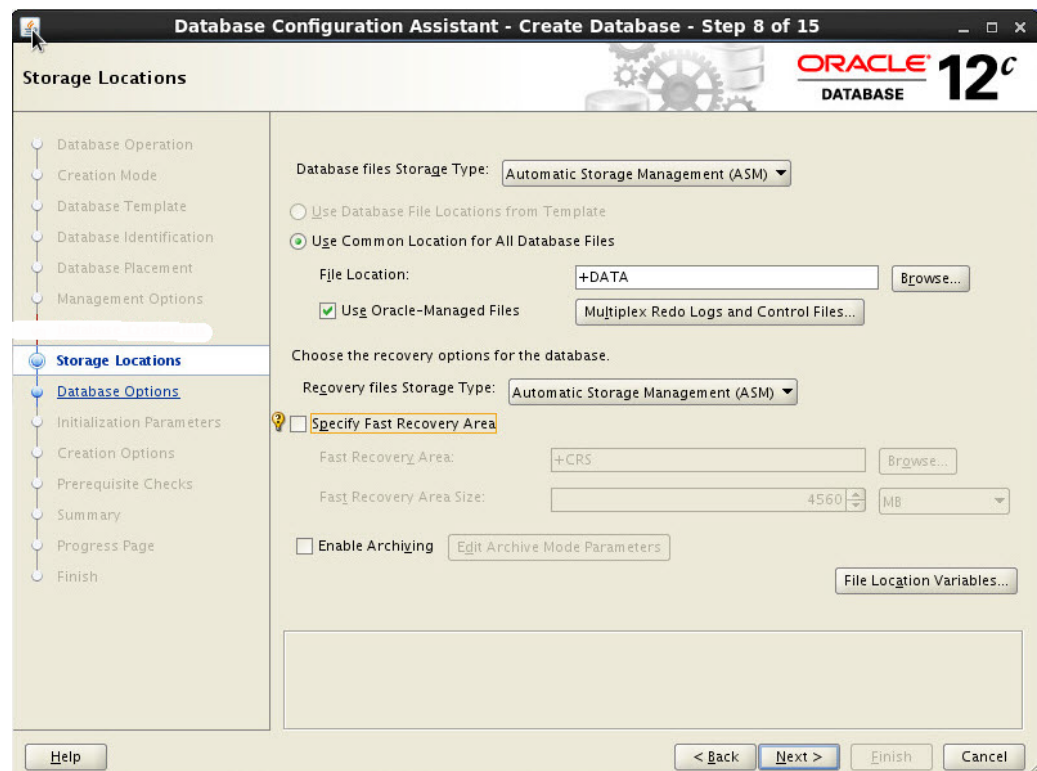 Database Configuration Assistant - Create Database - Step 8 of 15
Storage Locations
ORACLE
DATABASE
12c
Database Operation
Creation Mode
Database Template
Database Identification
Database Placement
Management Options
Storage Locations
Database Options
Initialization Parameters
Creation Options
Prerequisite Checks
Summary
Progress Page
Finish
Database files Storage Type: Automatic Storage Management (ASM)
Use Database File Locations from Template
Use Common Location for All Database Files
File Location: +DATA Browse...
Use Oracle-Managed Files Multiplex Redo Logs and Control Files...
Choose the recovery options for the database.
Recovery files Storage Type: Automatic Storage Management (ASM)
Specify Fast Recovery Area
Fast Recovery Area: +CRS Browse...
Fast Recovery Area Size: 4560 MB
Enable Archiving Edit Archive Mode Parameters
File Location Variables...
Help < Back Next > Finish Cancel